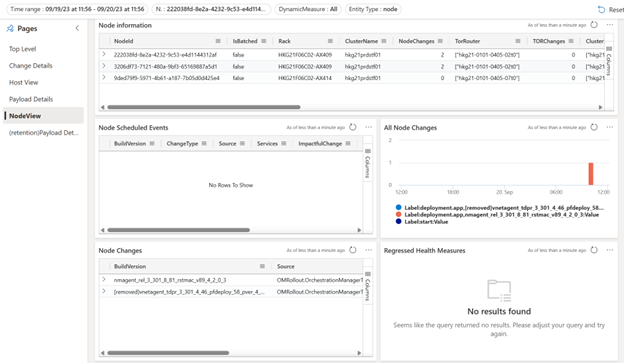 Time range : 09/19/23 at 11:56 - 09/20/23 at 11:56
N. : 222038fd-8e2a-4232-9c53-e4d114...
DynamicMeasure : All
Entity Type : node
Reset
Pages
Top Level
Change Details
Host View
Payload Details
NodeView
(retention)Payload Det...
Node information
As of less than a minute ago
NodeId IsBatched Rack ClusterName NodeChanges TorRouter TORChanges Cluster
222038fd-8e2a-4232-9c53-e4d1144312af false HKG21F06C02-AX409 hkg21prdstf01 2 ["hkg21-0101-0405-02t0"] 0 ["HKG21
3206df73-7121-480a-9bf3-65169887a5d1 false HKG21F06C02-AX409 hkg21prdstf01 2 ["hkg21-0101-0405-02t0"] 0 ["HKG21
9ded79f9-5971-4b61-a187-7b05d0d425e4 false HKG21F06C02-AX414 hkg21prdstf01 0 ["hkg21-0101-0405-07t0"] 0 ["HKG21
Columns
Node Scheduled Events
As of less than a minute ago
BuildVersion ChangeType Source Services ImpactfulChange
No Rows To Show
Columns
All Node Changes
As of less than a minute ago
2
1
0
12:00 18:00 20. Sep 06:00 12:00
Label:deployment.app,[removed]vnetagent_tdpr_3_301_4_46_pfdeploy_58....
Label:deployment.app,nmagent_rel_3_301_8_81_rstmac_v89_4_2_0_3:Value
Label:start:Value
Node Changes
As of less than a minute ago
BuildVersion Source
nmagent_rel_3_301_8_81_rstmac_v89_4_2_0_3 OMRollout.OrchestrationManagerT
[removed]vnetagent_tdpr_3_301_4_46_pfdeploy_58_pver_4_... OMRollout.OrchestrationManagerT
Columns
Regressed Health Measures
As of less than a minute ago
No results found
Seems like the query returned no results. Please adjust your query and try
again.